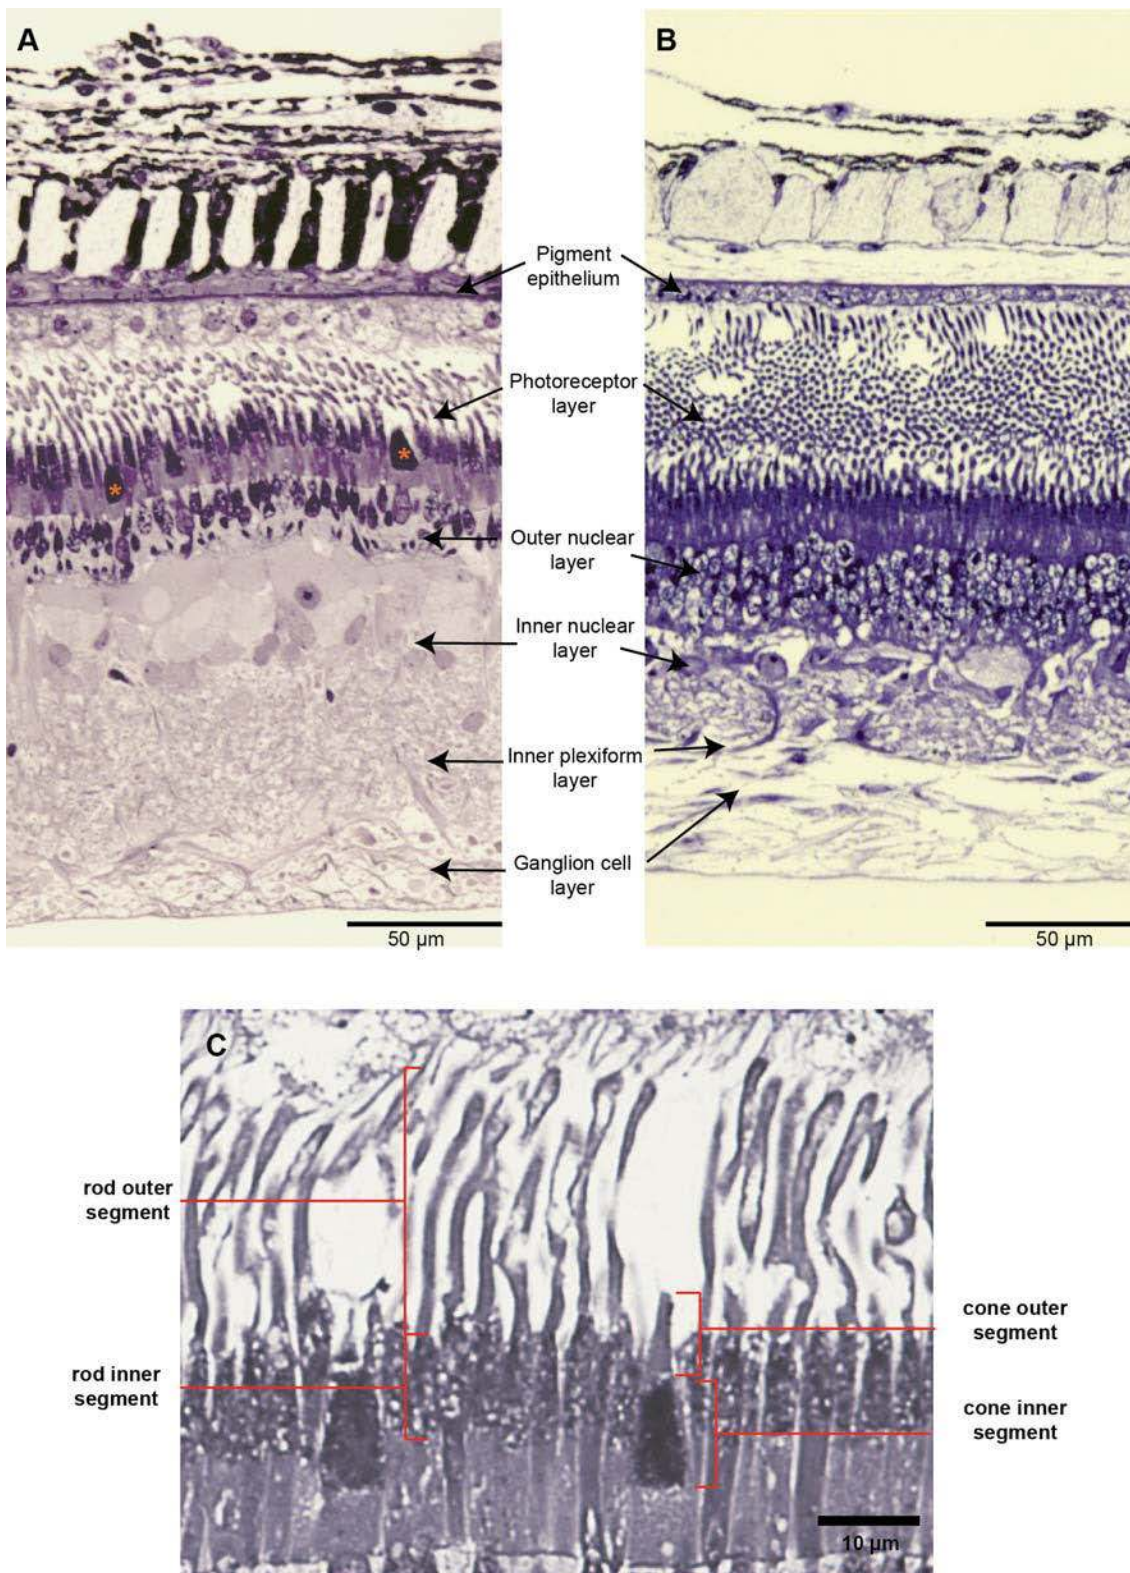 A
B
Pigment
epithelium
Photoreceptor
layer
*
*
Outer nuclear
layer
Inner nuclear
layer
Inner plexiform
layer
Ganglion cell
layer
50 µm
50 µm
C
rod outer
segment
rod inner
segment
cone outer
segment
cone inner
segment
10 µm